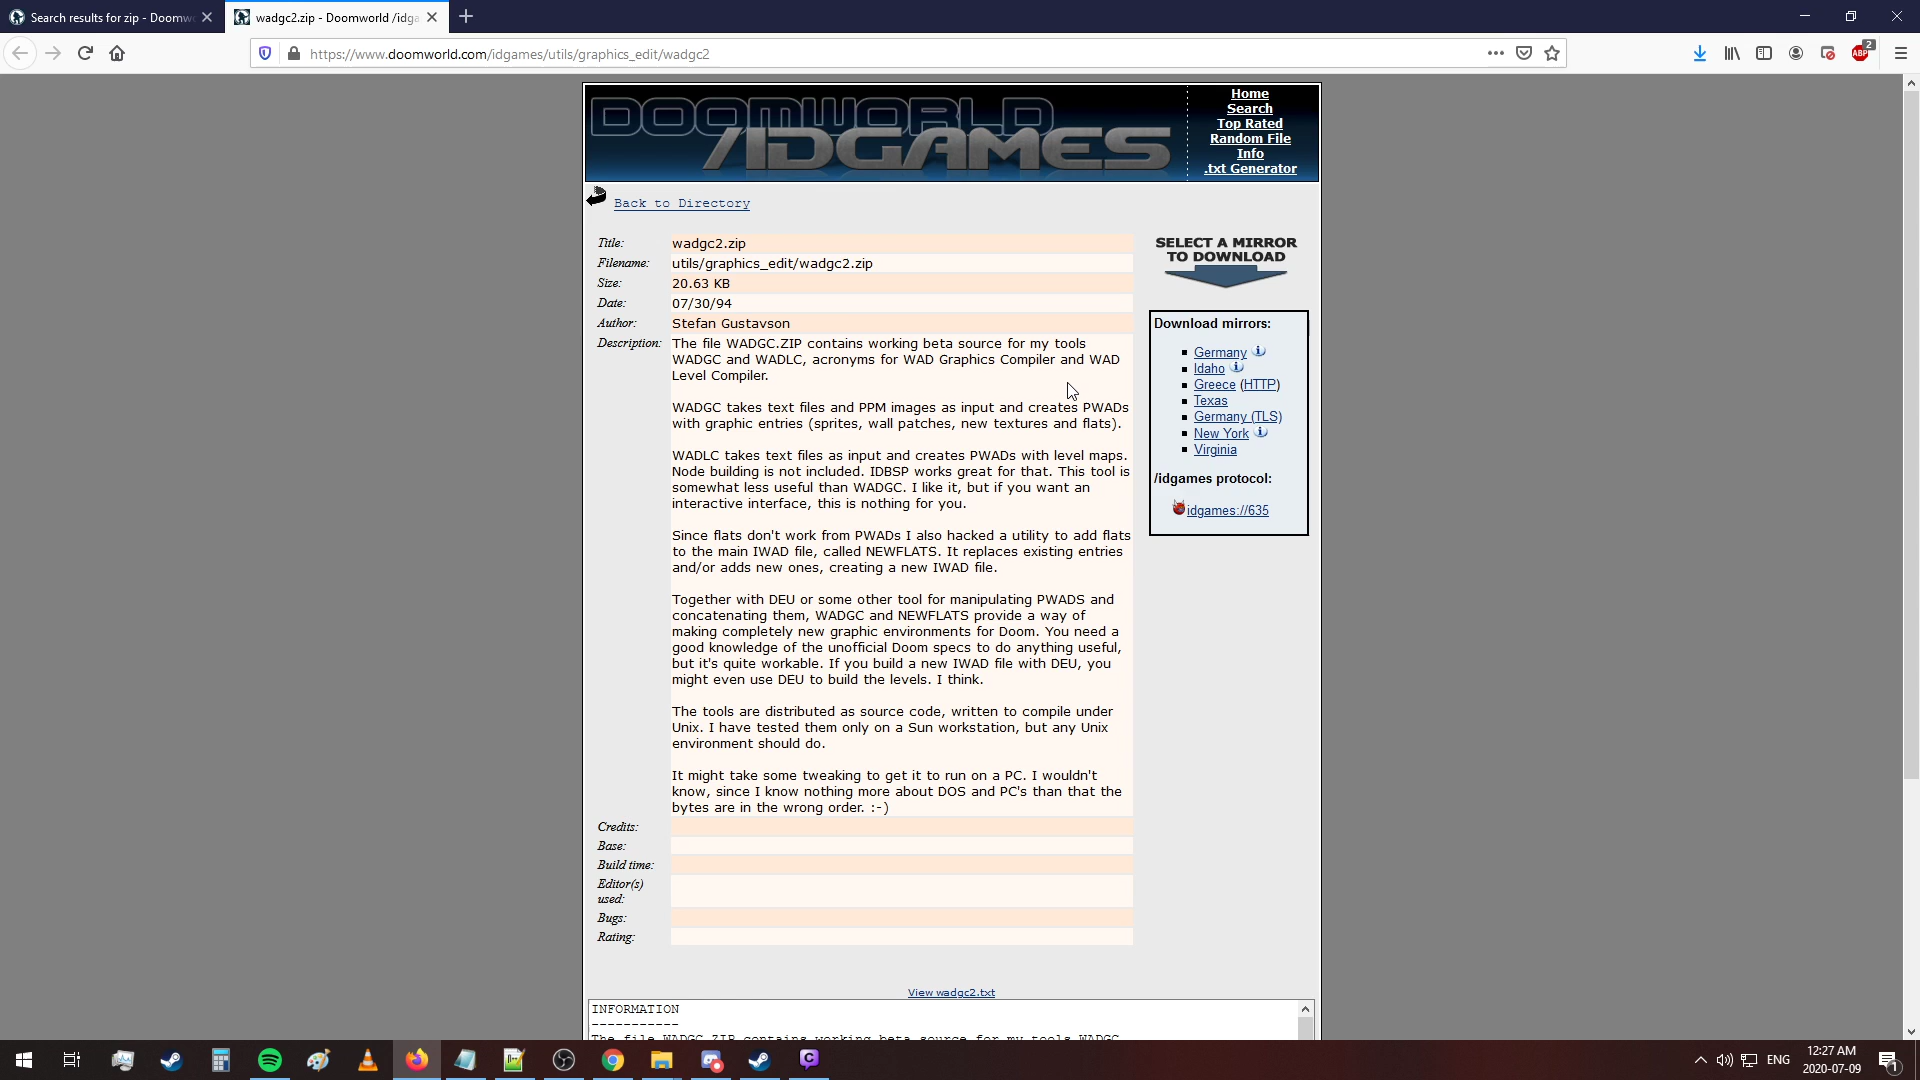 Search results for zip - Doomw
wadgc2.zip - Doomworld /idga
https://www.doomworld.com/idgames/utils/graphics_edit/wadgc2
ABP
2
DOOMWORLD
/IDGAMES
Home
Search
Top Rated
Random File
Info
.txt Generator
Back to Directory
Title: wadgc2.zip
Filename: utils/graphics_edit/wadgc2.zip
Size: 20.63 KB
Date: 07/30/94
Author: Stefan Gustavson
Description: The file WADGC.ZIP contains working beta source for my tools
WADGC and WADLC, acronyms for WAD Graphics Compiler and WAD
Level Compiler.
WADGC takes text files and PPM images as input and creates PWADs
with graphic entries (sprites, wall patches, new textures and flats).
WADLC takes text files as input and creates PWADs with level maps.
Node building is not included. IDBSP works great for that. This tool is
somewhat less useful than WADGC. I like it, but if you want an
interactive interface, this is nothing for you.
Since flats don't work from PWADs I also hacked a utility to add flats
to the main IWAD file, called NEWFLATS. It replaces existing entries
and/or adds new ones, creating a new IWAD file.
Together with DEU or some other tool for manipulating PWADS and
concatenating them, WADGC and NEWFLATS provide a way of
making completely new graphic environments for Doom. You need a
good knowledge of the unofficial Doom specs to do anything useful,
but it's quite workable. If you build a new IWAD file with DEU, you
might even use DEU to build the levels. I think.
The tools are distributed as source code, written to compile under
Unix. I have tested them only on a Sun workstation, but any Unix
environment should do.
It might take some tweaking to get it to run on a PC. I wouldn't
know, since I know nothing more about DOS and PC's than that the
bytes are in the wrong order. :-)
Credits:
Base:
Build time:
Editor(s)
used:
Bugs:
Rating:
SELECT A MIRROR
TO DOWNLOAD
Download mirrors:
Germany
Idaho
Greece (HTTP)
Texas
Germany (TLS)
New York
Virginia
/idgames protocol:
idgames://635
View wadgc2.txt
INFORMATION
-----------
The file WADGC.ZIP contains working beta source for my tools WADGC
ENG
12:27 AM
2020-07-09
1